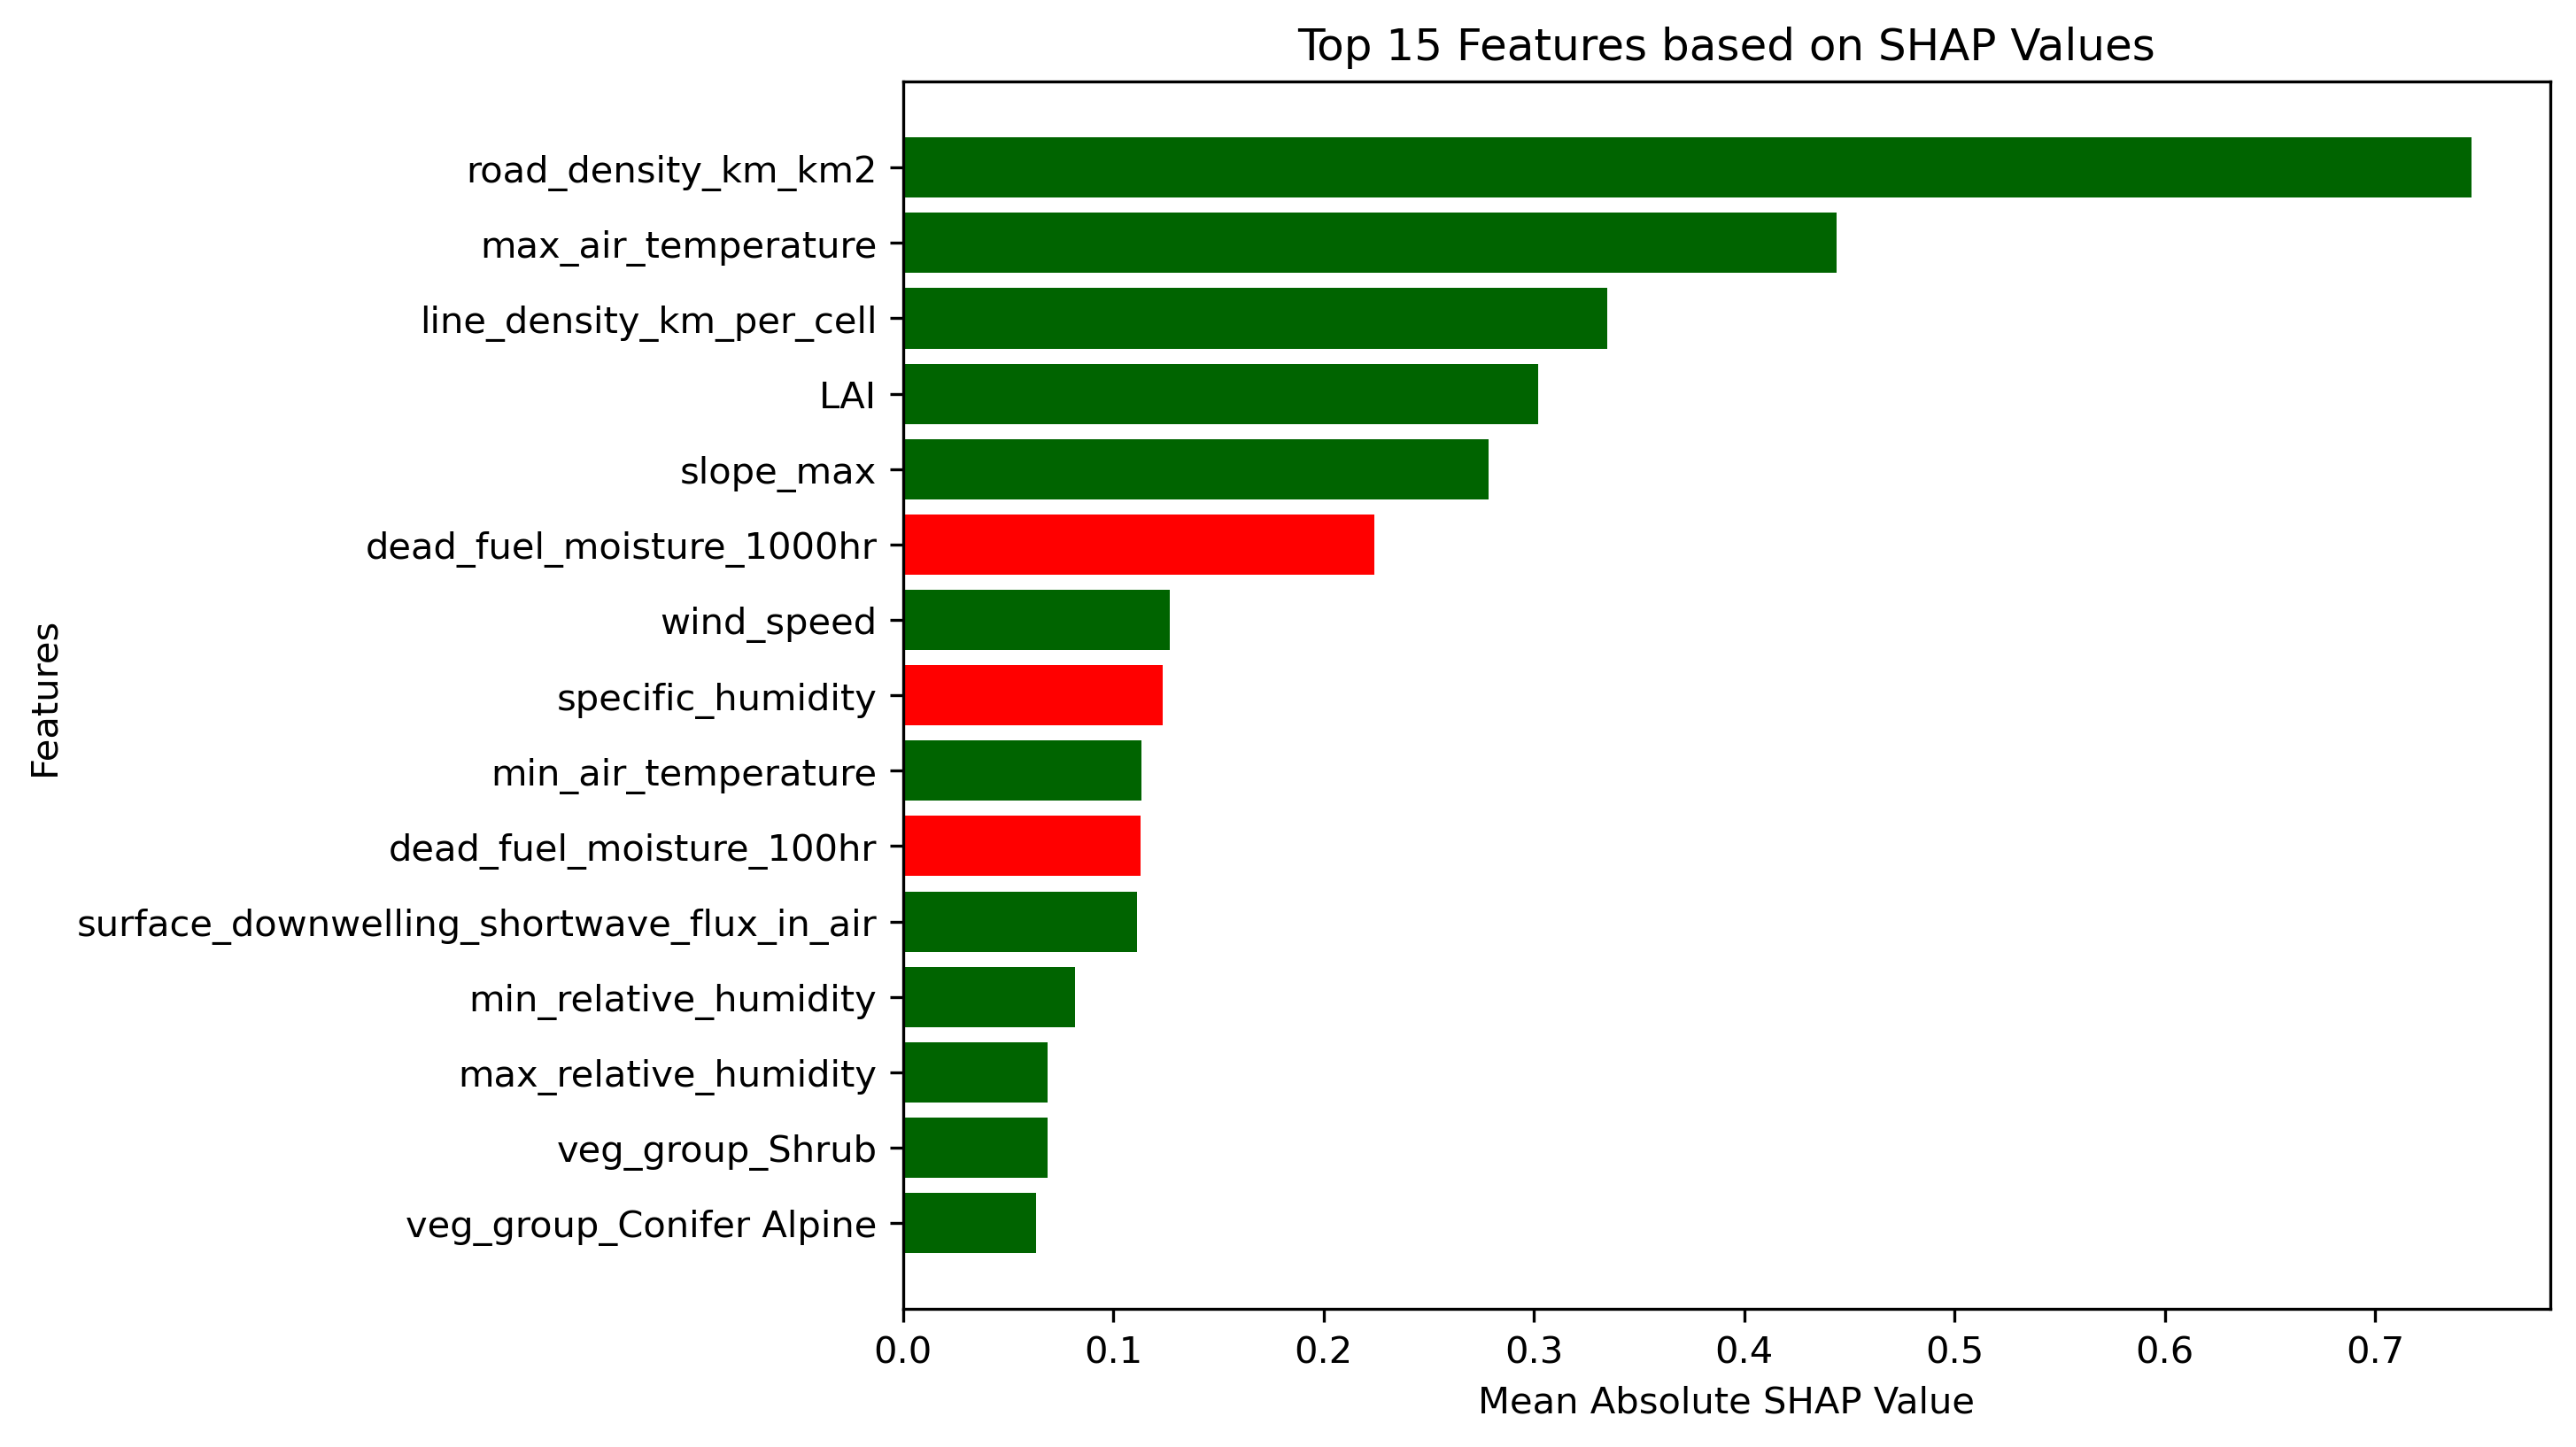 Top 15 Features based on SHAP Values
road_density_km_km2
max_air_temperature
line_density_km_per_cell
LAI
slope_max
dead_fuel_moisture_1000hr
wind_speed
specific_humidity
min_air_temperature
dead_fuel_moisture_100hr
surface_downwelling_shortwave_flux_in_air
min_relative_humidity
max_relative_humidity
veg_group_Shrub
veg_group_Conifer Alpine
Features
0.0 0.1 0.2 0.3 0.4 0.5 0.6 0.7
Mean Absolute SHAP Value